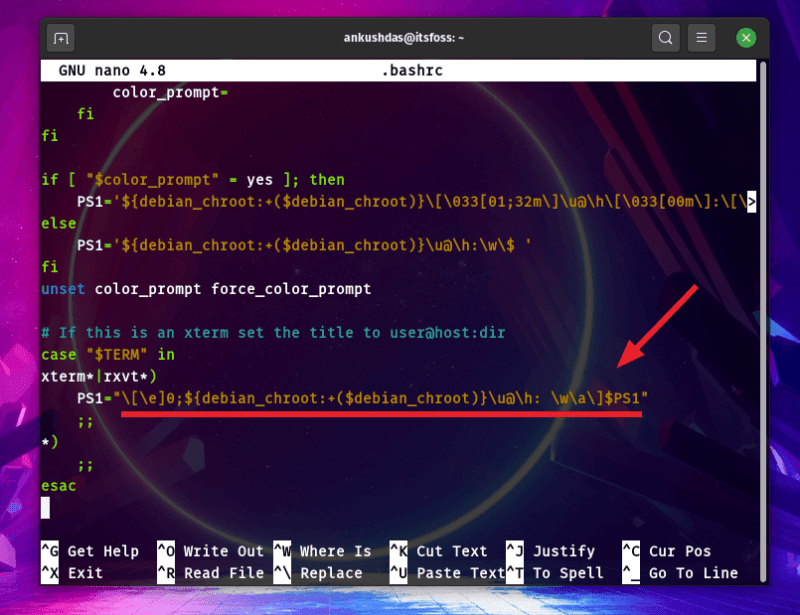 ankushdas@itsfoss: ~
GNU nano 4.8 .bashrc
color_prompt=
fi
fi
if [ "$color_prompt" = yes ]; then
PS1='${debian_chroot:+($debian_chroot)}\[\033[01;32m\]\u@\h\[\033[00m\]:\[\>
else
PS1='${debian_chroot:+($debian_chroot)}\u@\h:\w\$ '
fi
unset color_prompt force_color_prompt
# If this is an xterm set the title to user@host:dir
case "$TERM" in
xterm*|rxvt*)
PS1="\[\e]0;${debian_chroot:+($debian_chroot)}\u@\h: \w\a\]$PS1"
;;
*)
;;
esac
^G Get Help ^O Write Out ^W Where Is ^K Cut Text ^J Justify ^C Cur Pos
^X Exit ^R Read File ^\ Replace ^U Paste Text ^T To Spell ^_ Go To Line